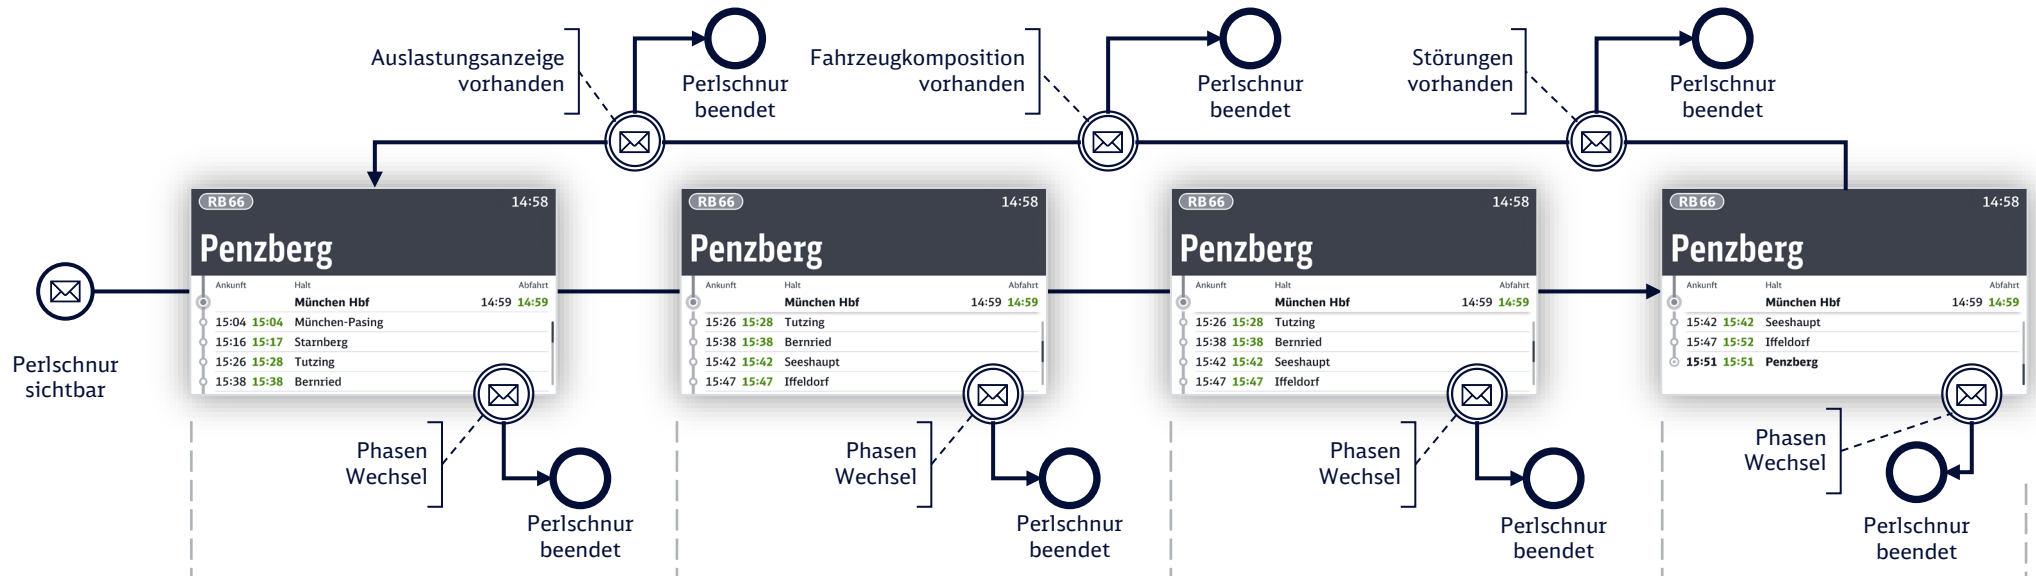 Auslastungsanzeige
vorhanden
Perlschnur
beendet
Fahrzeugkomposition
vorhanden
Perlschnur
beendet
Störungen
vorhanden
Perlschnur
beendet
Perlschnur
sichtbar
RB 66 14:58
Penzberg
Ankunft Halt Abfahrt
München Hbf 14:59 14:59
15:04 15:04 München-Pasing
15:16 15:17 Starnberg
15:26 15:28 Tutzing
15:38 15:38 Bernried
RB 66 14:58
Penzberg
Ankunft Halt Abfahrt
München Hbf 14:59 14:59
15:26 15:28 Tutzing
15:38 15:38 Bernried
15:42 15:42 Seeshaupt
15:47 15:47 Iffeldorf
RB 66 14:58
Penzberg
Ankunft Halt Abfahrt
München Hbf 14:59 14:59
15:26 15:28 Tutzing
15:38 15:38 Bernried
15:42 15:42 Seeshaupt
15:47 15:47 Iffeldorf
RB 66 14:58
Penzberg
Ankunft Halt Abfahrt
München Hbf 14:59 14:59
15:42 15:42 Seeshaupt
15:47 15:52 Iffeldorf
15:51 15:51 Penzberg
Phasen
Wechsel
Perlschnur
beendet
Phasen
Wechsel
Perlschnur
beendet
Phasen
Wechsel
Perlschnur
beendet
Phasen
Wechsel
Perlschnur
beendet